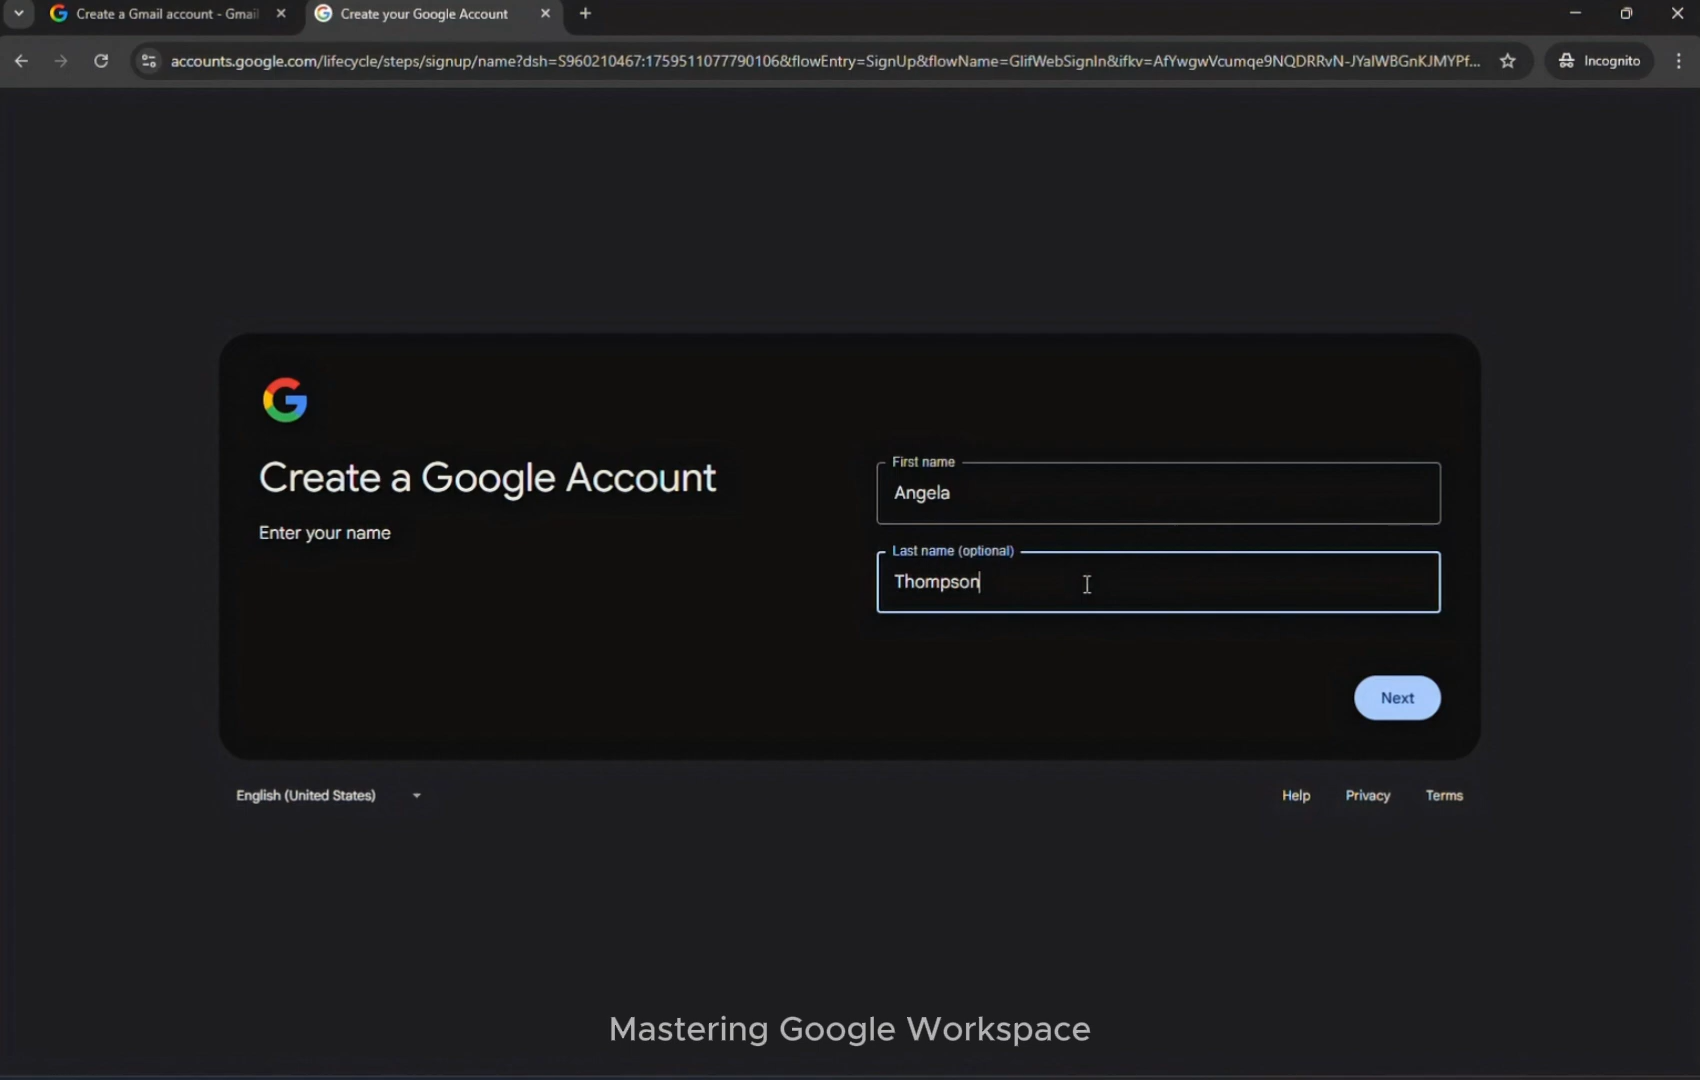 Create a Gmail account - Gmail
Create your Google Account
accounts.google.com/lifecycle/steps/signup/name?dsh=S960210467:1759511077790106&flowEntry=SignUp&flowName=GlifWebSignIn&ifkv=AfYwgwVcumqe9NQDRRvN-JYalWBGnKJMYPf...
Incognito
Create a Google Account
Enter your name
First name
Angela
Last name (optional)
Thompson
Next
English (United States)
Help Privacy Terms
Mastering Google Workspace